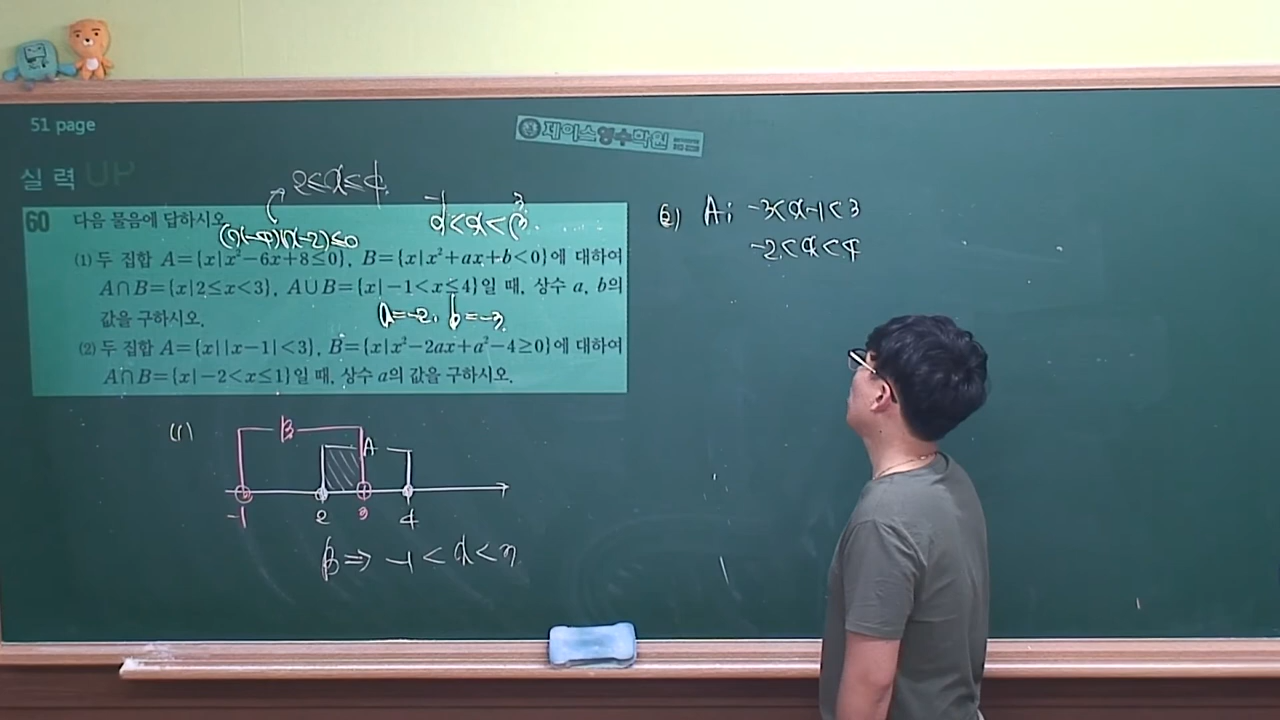 51 page
제이스영수학원
실력 UP
2≤x≤4.
60 다음 물음에 답하시오.
(x-4)(x-2)≤0
-1 3
α<x<β
(1) 두 집합 A={x|x²-6x+8≤0}, B={x|x²+ax+b<0}에 대하여
A∩B={x|2≤x<3}, A∪B={x|-1<x≤4}일 때, 상수 a, b의
값을 구하시오.
a=-2, b=-3.
(2) 두 집합 A={x||x-1|<3}, B={x|x²-2ax+a²-4≥0}에 대하여
A∩B={x|-2<x≤1}일 때, 상수 a의 값을 구하시오.
(1) B A
-1 2 3 4
B⇒ -1<x<3
(2) A: -3<x-1<3
-2<x<4